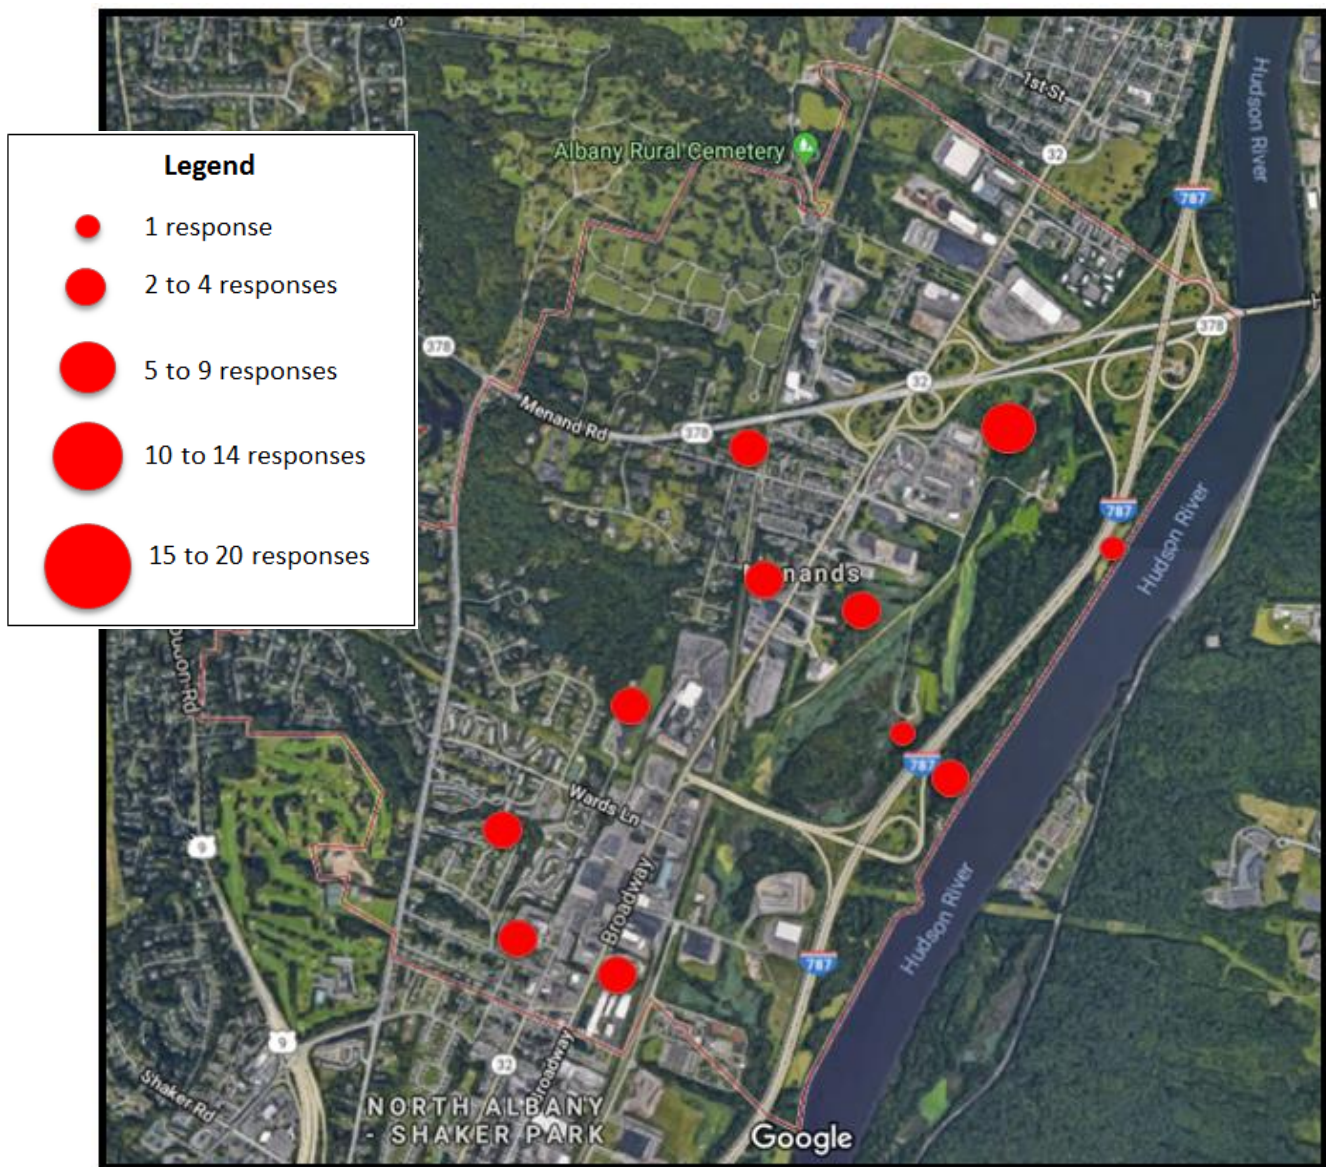 Legend
1 response
2 to 4 responses
5 to 9 responses
10 to 14 responses
15 to 20 responses
1st St
Hudson River
32
Albany Rural Cemetery
787
378
378
32
Menand Rd
378
787
Hudson River
nands
787
Wards Ln
9
Broadway
Hudson River
787
9
32
Broadway
Shaker Rd
NORTH ALBANY
- SHAKER PARK
Google